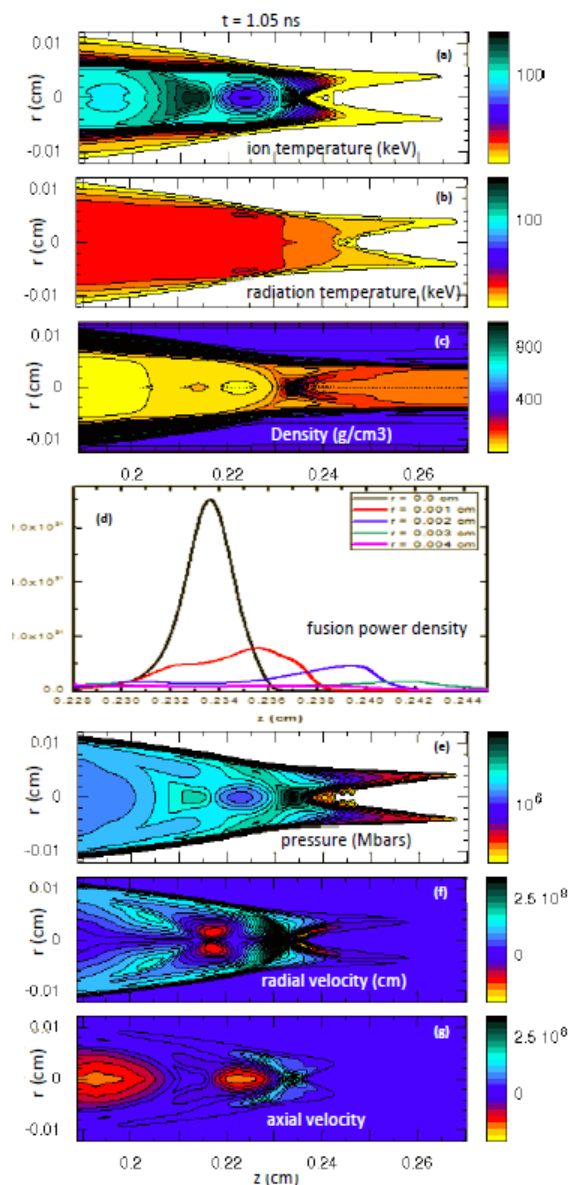 t = 1.05 ns
0.01
0
-0.01
r (cm)
(a)
ion temperature (keV)
100
0.01
0
-0.01
r (cm)
(b)
radiation temperature (keV)
100
0.01
0
-0.01
r (cm)
(c)
Density (g/cm3)
800
400
0.2
0.22
0.24
0.26
(d)
r = 0.0 cm
r = 0.001 cm
r = 0.002 cm
r = 0.003 cm
r = 0.004 cm
fusion power density
0.0
0.228
0.230
0.232
0.234
0.236
0.238
0.240
0.242
0.244
z (cm)
0.01
0
-0.01
r (cm)
(e)
pressure (Mbars)
10⁶
0.01
0
-0.01
r (cm)
(f)
radial velocity (cm)
2.5 10⁸
0
0.01
0
-0.01
r (cm)
(g)
axial velocity
2.5 10⁸
0
0.2
0.22
0.24
0.26
z (cm)